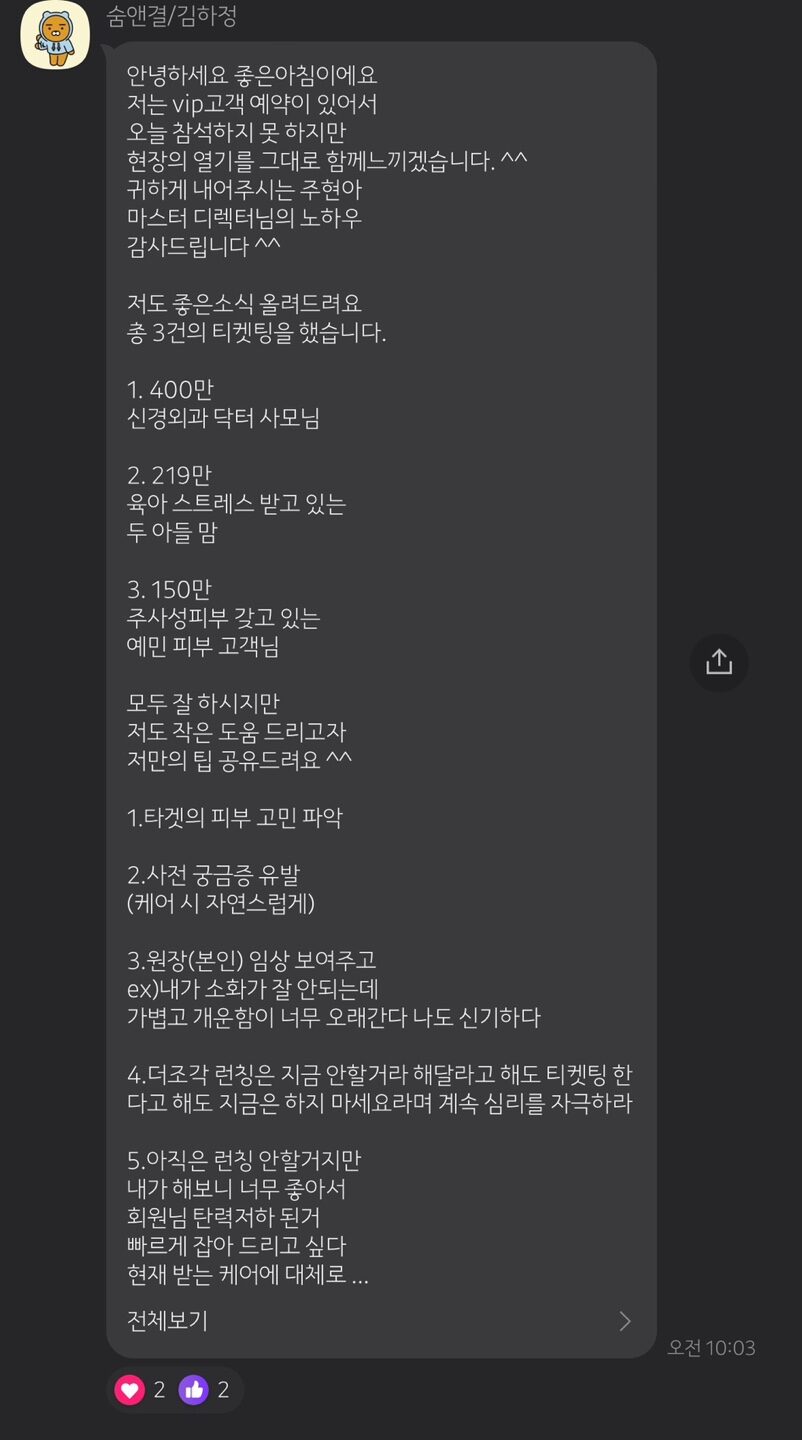 숨앤결/김하정
안녕하세요 좋은아침이에요
저는 vip고객 예약이 있어서
오늘 참석하지 못 하지만
현장의 열기를 그대로 함께느끼겠습니다. ^^
귀하게 내어주시는 주현아
마스터 디렉터님의 노하우
감사드립니다 ^^
저도 좋은소식 올려드려요
총 3건의 티켓팅을 했습니다.
1. 400만
신경외과 닥터 사모님
2. 219만
육아 스트레스 받고 있는
두 아들 맘
3. 150만
주사성피부 갖고 있는
예민 피부 고객님
모두 잘 하시지만
저도 작은 도움 드리고자
저만의 팁 공유드려요 ^^
1.타겟의 피부 고민 파악
2.사전 궁금증 유발
(케어 시 자연스럽게)
3.원장(본인) 임상 보여주고
ex)내가 소화가 잘 안되는데
가볍고 개운함이 너무 오래간다 나도 신기하다
4.더조각 런칭은 지금 안할거라 해달라고 해도 티켓팅 한
다고 해도 지금은 하지 마세요라며 계속 심리를 자극하라
5.아직은 런칭 안할거지만
내가 해보니 너무 좋아서
회원님 탄력저하 된거
빠르게 잡아 드리고 싶다
현재 받는 케어에 대체로 ...
전체보기
오전 10:03
2 2